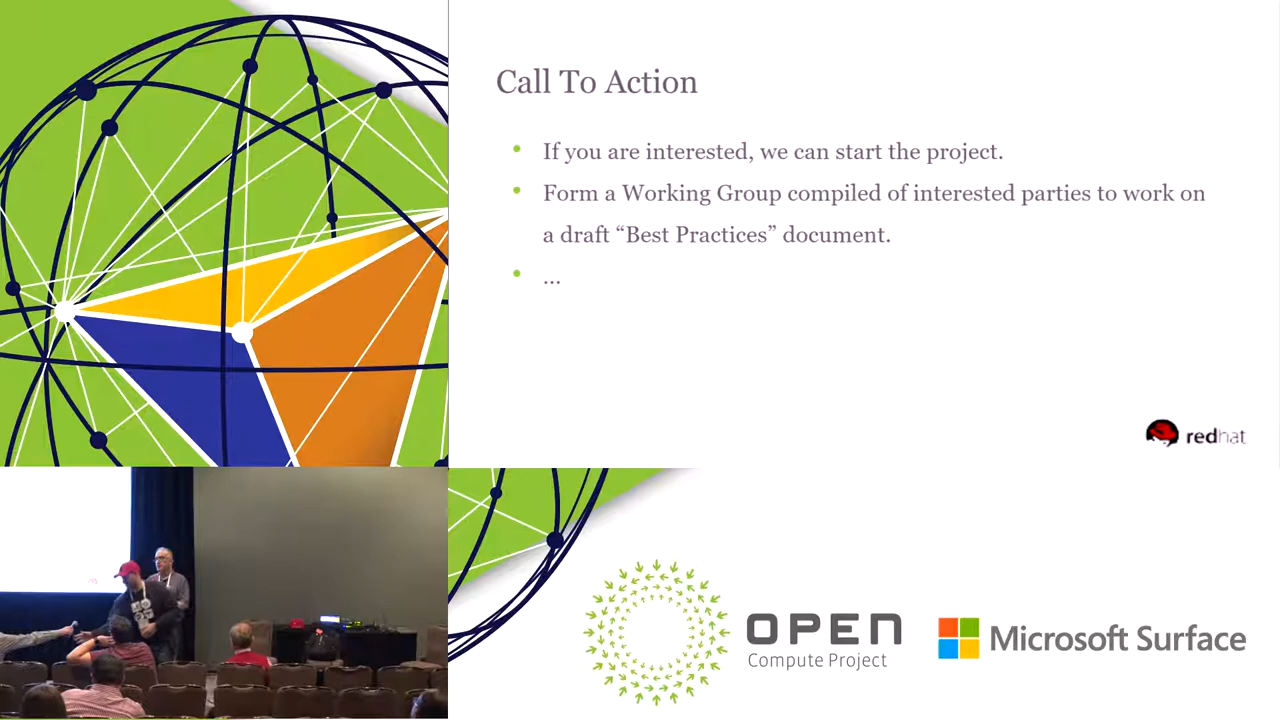 Call To Action
• If you are interested, we can start the project.
• Form a Working Group compiled of interested parties to work on
a draft “Best Practices” document.
• ...
redhat
OPEN
Compute Project
Microsoft Surface